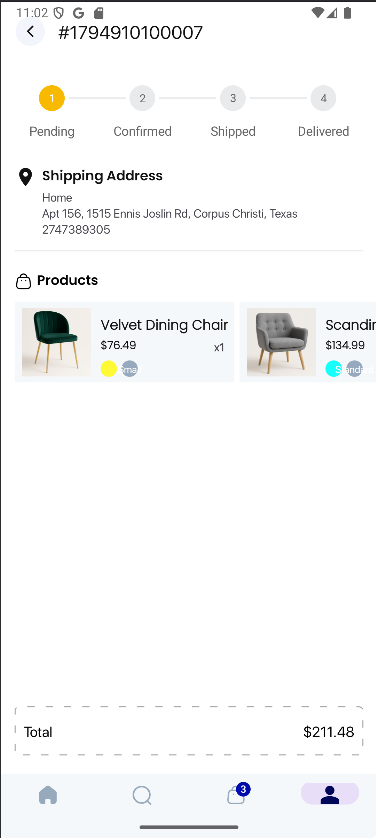 11:02
#1794910100007
1 2 3 4
Pending Confirmed Shipped Delivered
Shipping Address
Home
Apt 156, 1515 Ennis Joslin Rd, Corpus Christi, Texas
2747389305
Products
Velvet Dining Chair
$76.49
x1
Scandin
$134.99
Total $211.48
3